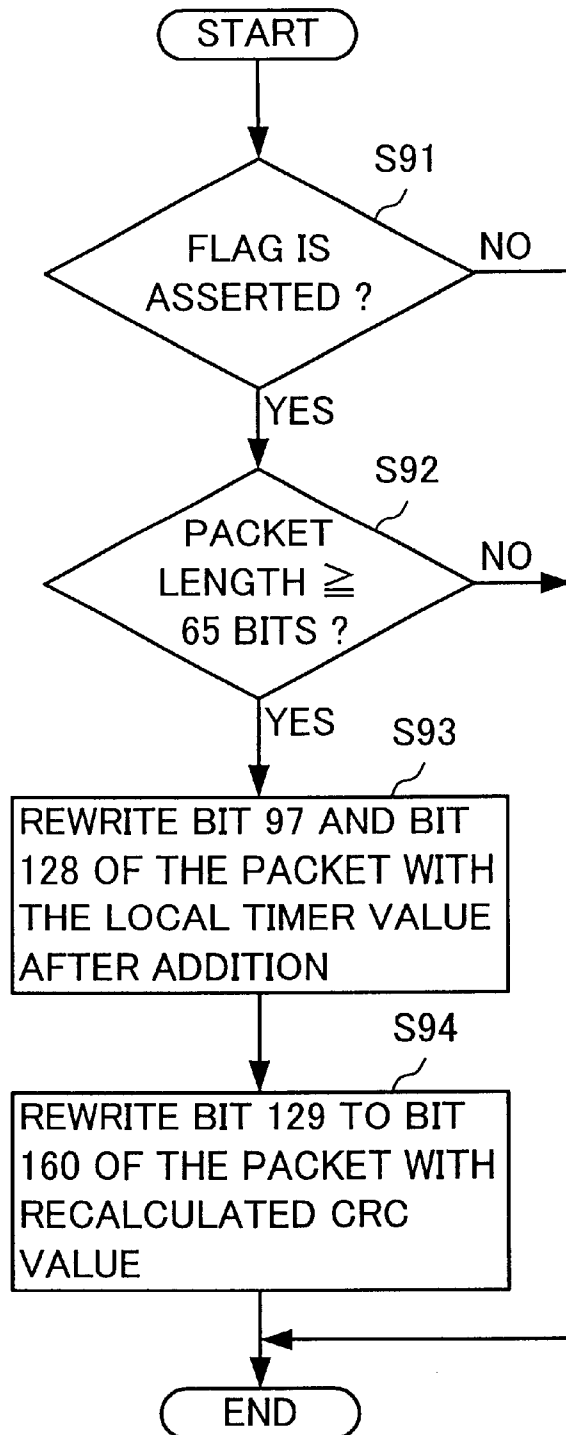 START
S91
FLAG IS
ASSERTED ?
NO
YES
S92
PACKET
LENGTH ≧
65 BITS ?
NO
YES
S93
REWRITE BIT 97 AND BIT
128 OF THE PACKET WITH
THE LOCAL TIMER VALUE
AFTER ADDITION
S94
REWRITE BIT 129 TO BIT
160 OF THE PACKET WITH
RECALCULATED CRC
VALUE
END